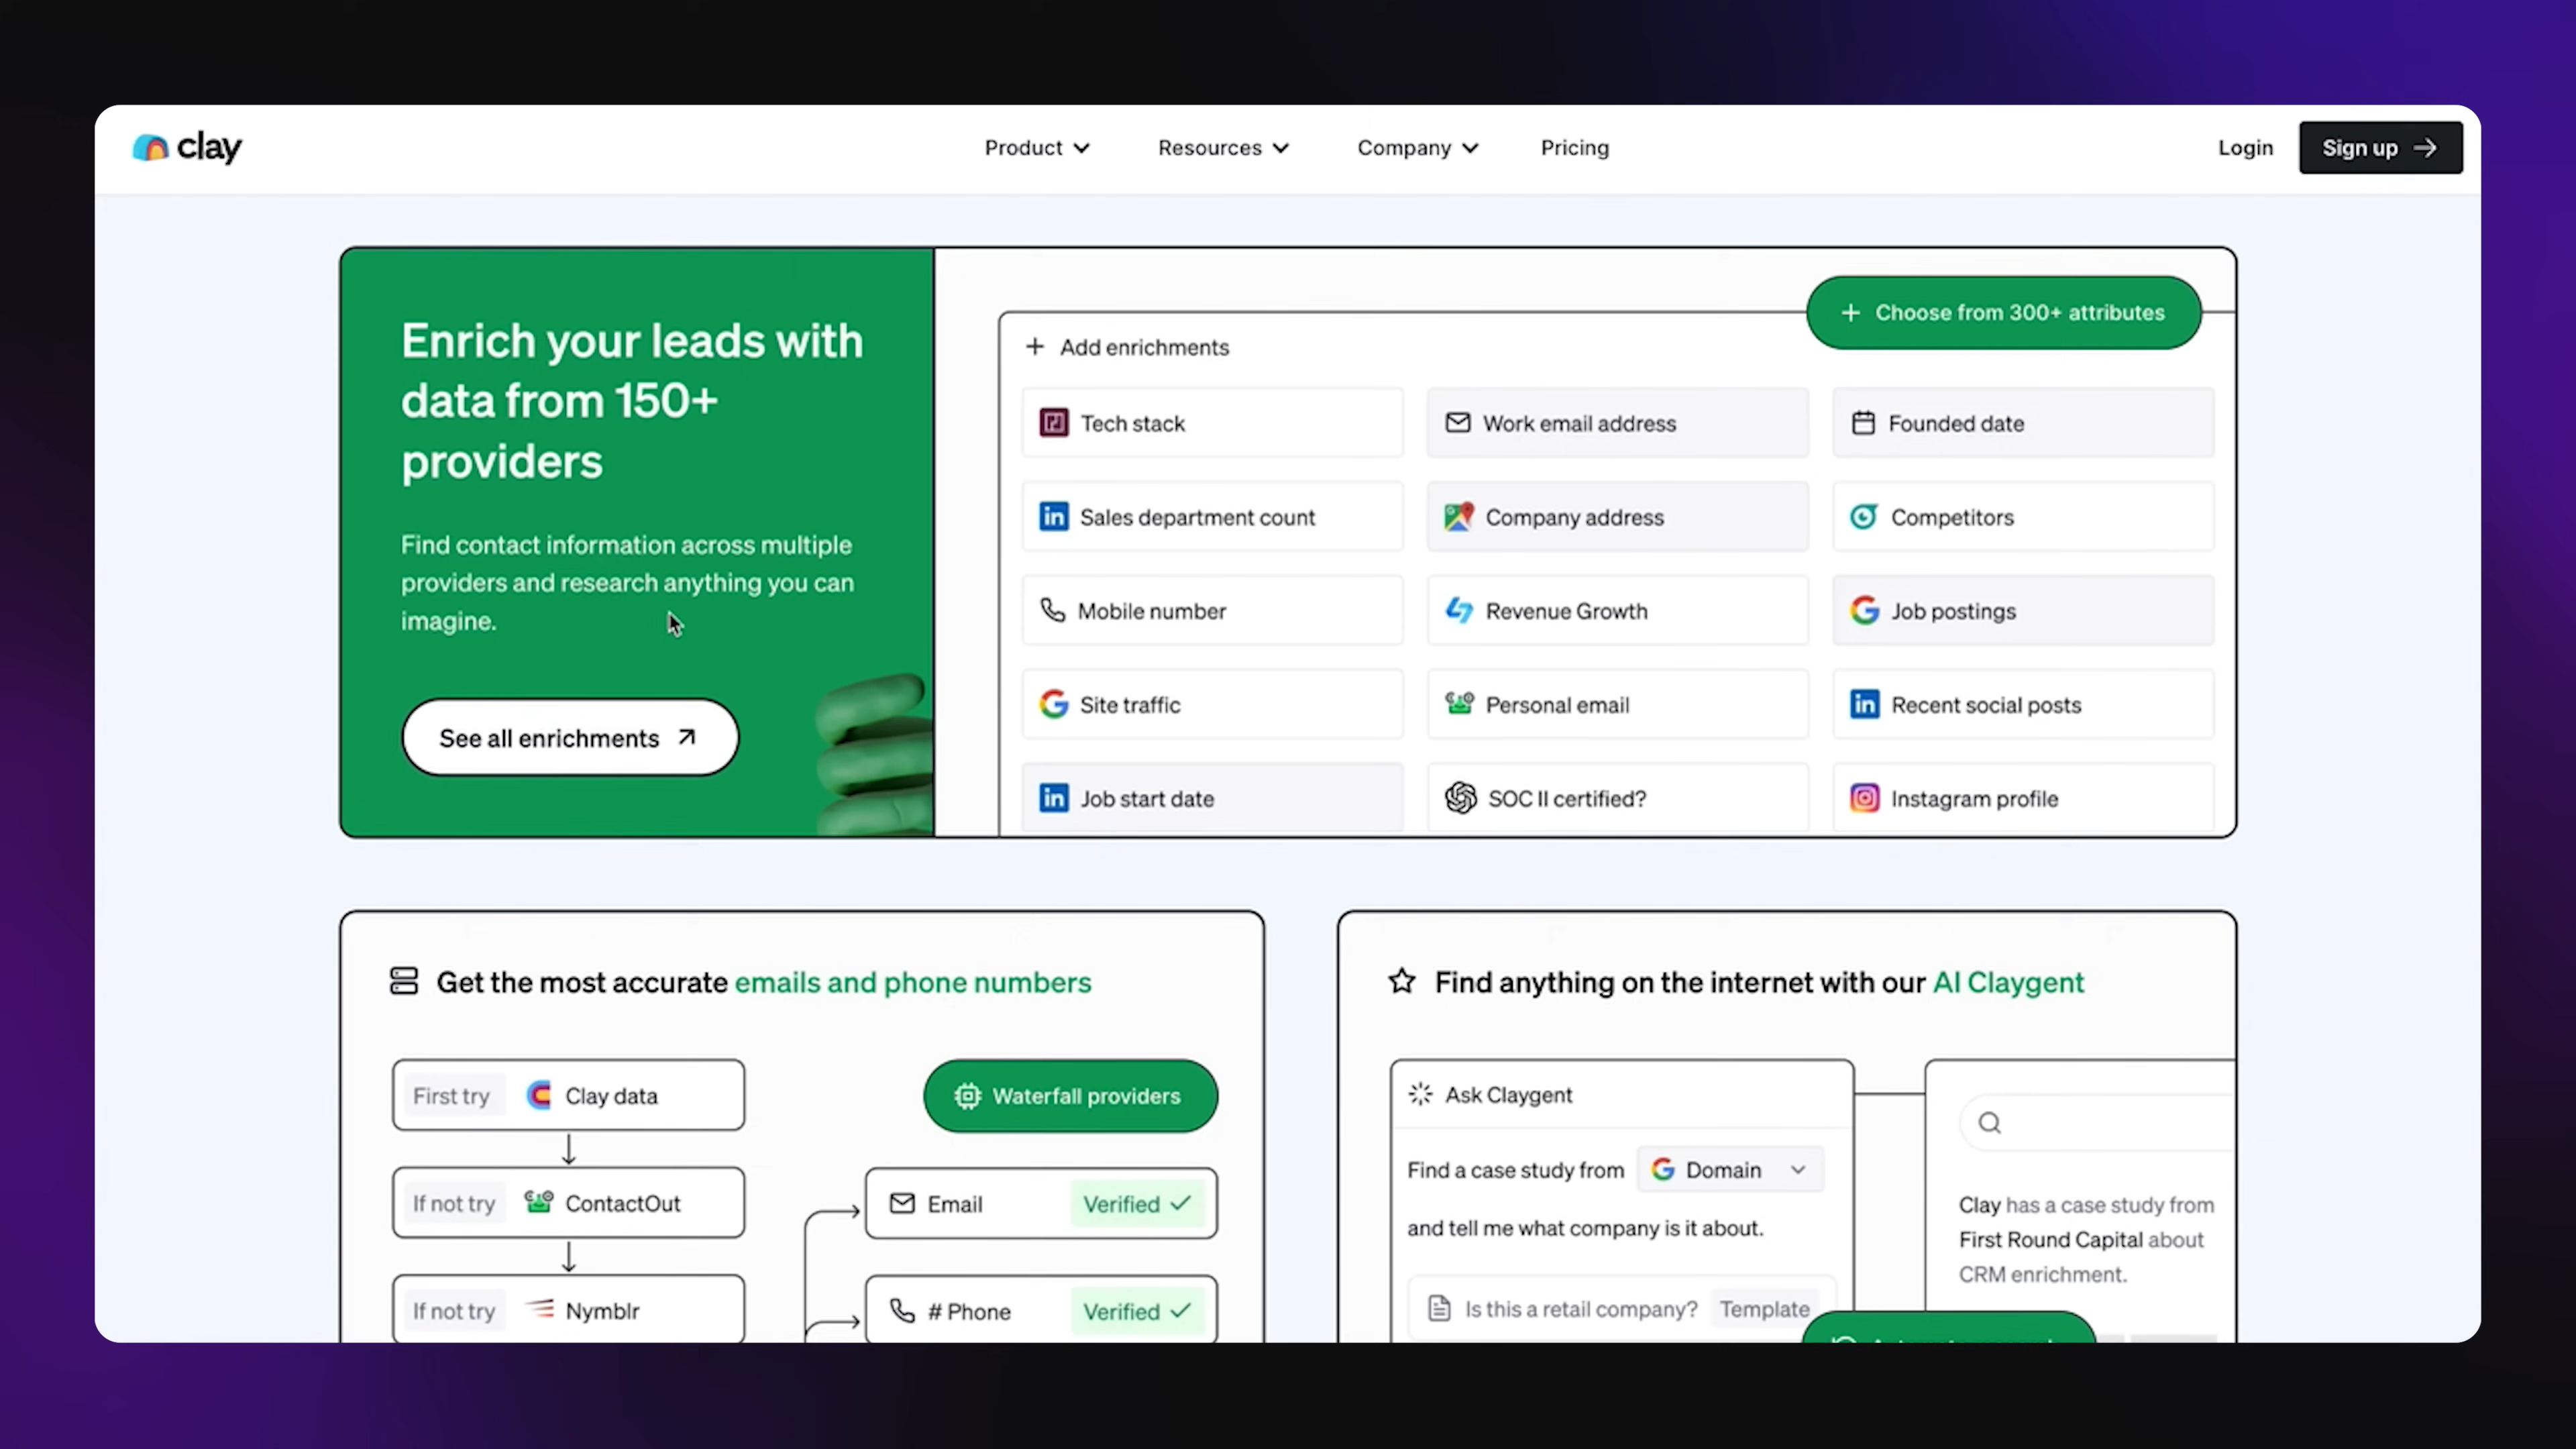 clay
Product
Resources
Company
Pricing
Login
Sign up
Enrich your leads with
data from 150+
providers
Find contact information across multiple
providers and research anything you can
imagine.
See all enrichments
Choose from 300+ attributes
Add enrichments
Tech stack
Work email address
Founded date
Sales department count
Company address
Competitors
Mobile number
Revenue Growth
Job postings
Site traffic
Personal email
Recent social posts
Job start date
SOC II certified?
Instagram profile
Get the most accurate emails and phone numbers
First try
Clay data
Waterfall providers
If not try
ContactOut
Email
Verified
If not try
Nymblr
# Phone
Verified
Find anything on the internet with our AI Claygent
Ask Claygent
Find a case study from
Domain
and tell me what company is it about.
Is this a retail company?
Template
Clay has a case study from
First Round Capital about
CRM enrichment.